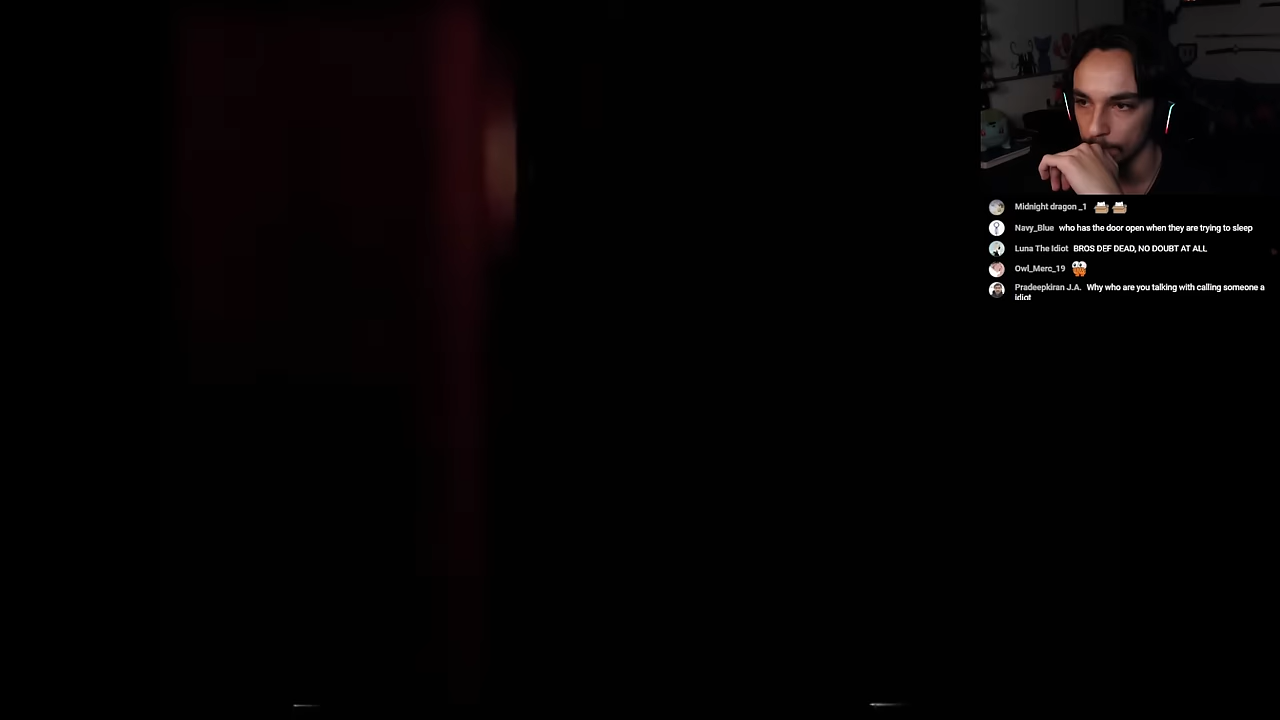 Midnight dragon _1
Navy_Blue who has the door open when they are trying to sleep
Luna The Idiot BROS DEF DEAD, NO DOUBT AT ALL
Owl_Merc_19
Pradeepkiran J.A. Why who are you talking with calling someone a
idiot